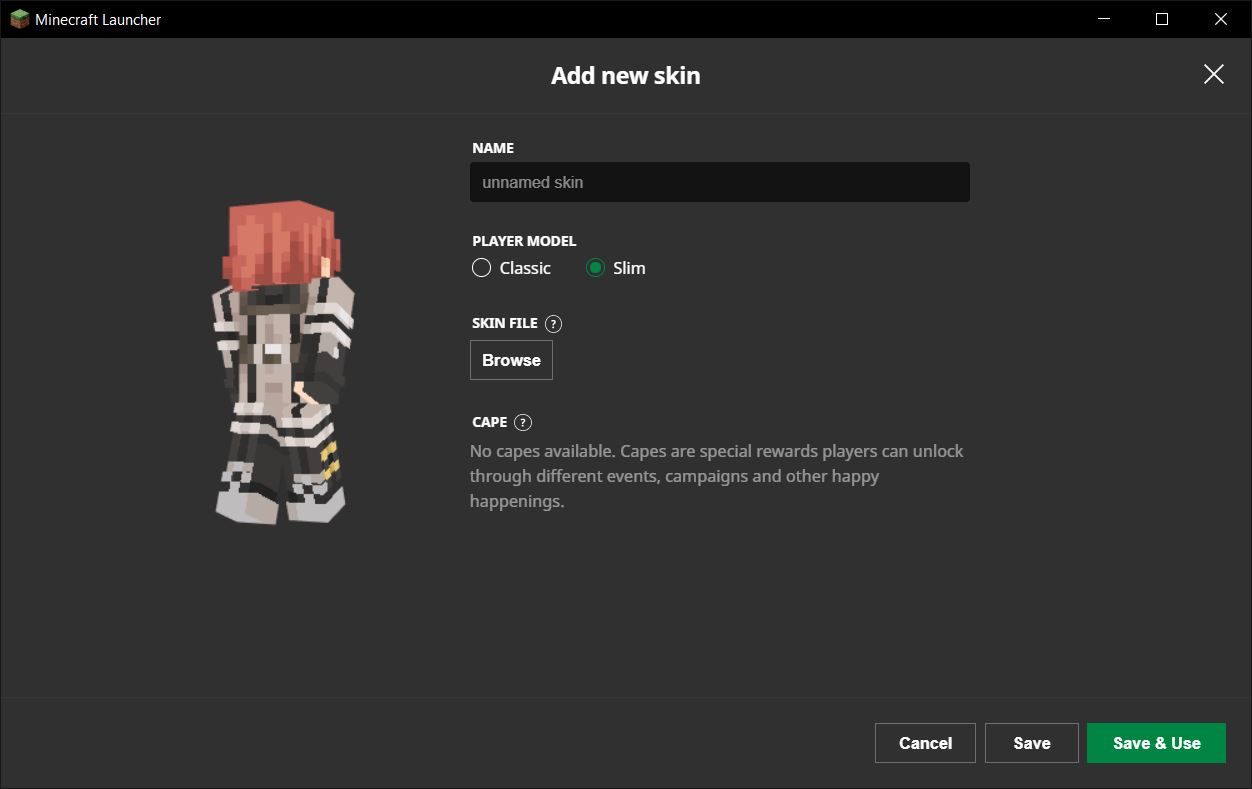 Minecraft Launcher
Add new skin
NAME
unnamed skin
PLAYER MODEL
Classic Slim
SKIN FILE ?
Browse
CAPE ?
No capes available. Capes are special rewards players can unlock
through different events, campaigns and other happy
happenings.
Cancel Save Save & Use